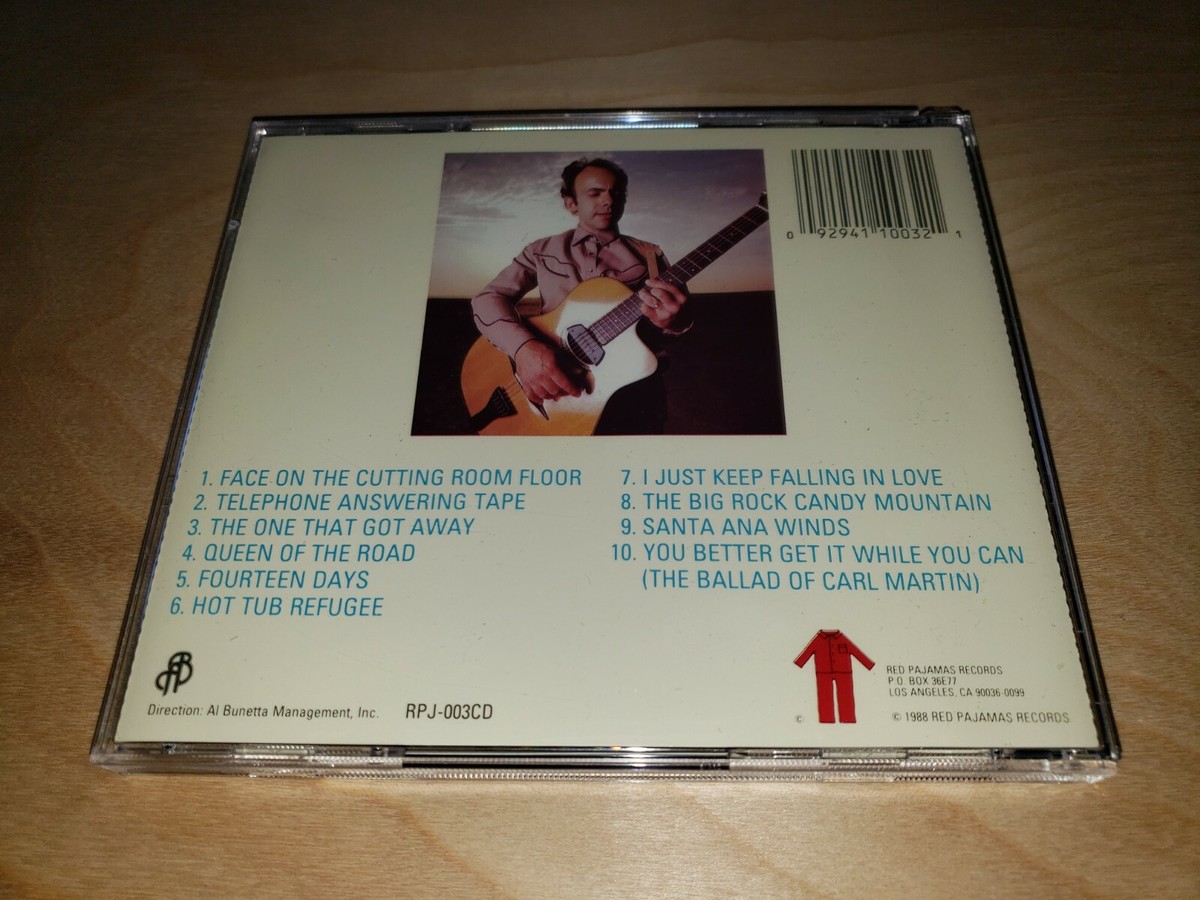 0 92941 10032 1
1. FACE ON THE CUTTING ROOM FLOOR
2. TELEPHONE ANSWERING TAPE
3. THE ONE THAT GOT AWAY
4. QUEEN OF THE ROAD
5. FOURTEEN DAYS
6. HOT TUB REFUGEE
7. I JUST KEEP FALLING IN LOVE
8. THE BIG ROCK CANDY MOUNTAIN
9. SANTA ANA WINDS
10. YOU BETTER GET IT WHILE YOU CAN
(THE BALLAD OF CARL MARTIN)
Direction: Al Bunetta Management, Inc.
RPJ-003CD
©
RED PAJAMAS RECORDS
P.O. BOX 36E77
LOS ANGELES, CA 90036-0099
© 1988 RED PAJAMAS RECORDS